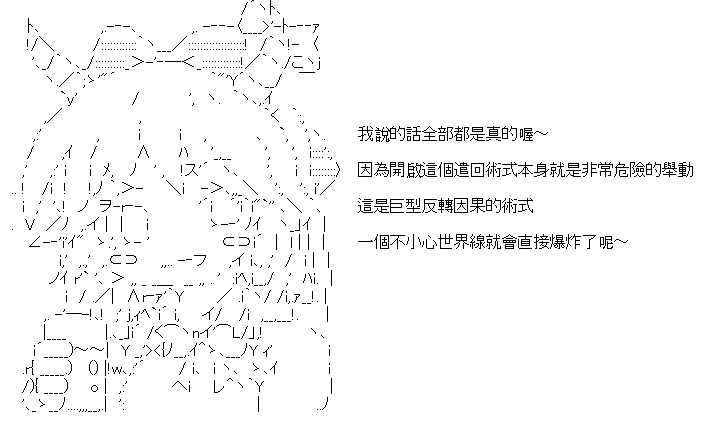 我說的話全部都是真的喔～
因為開啟這個遣回術式本身就是非常危險的舉動
這是巨型反轉因果的術式
一個不小心世界線就會直接爆炸了呢～